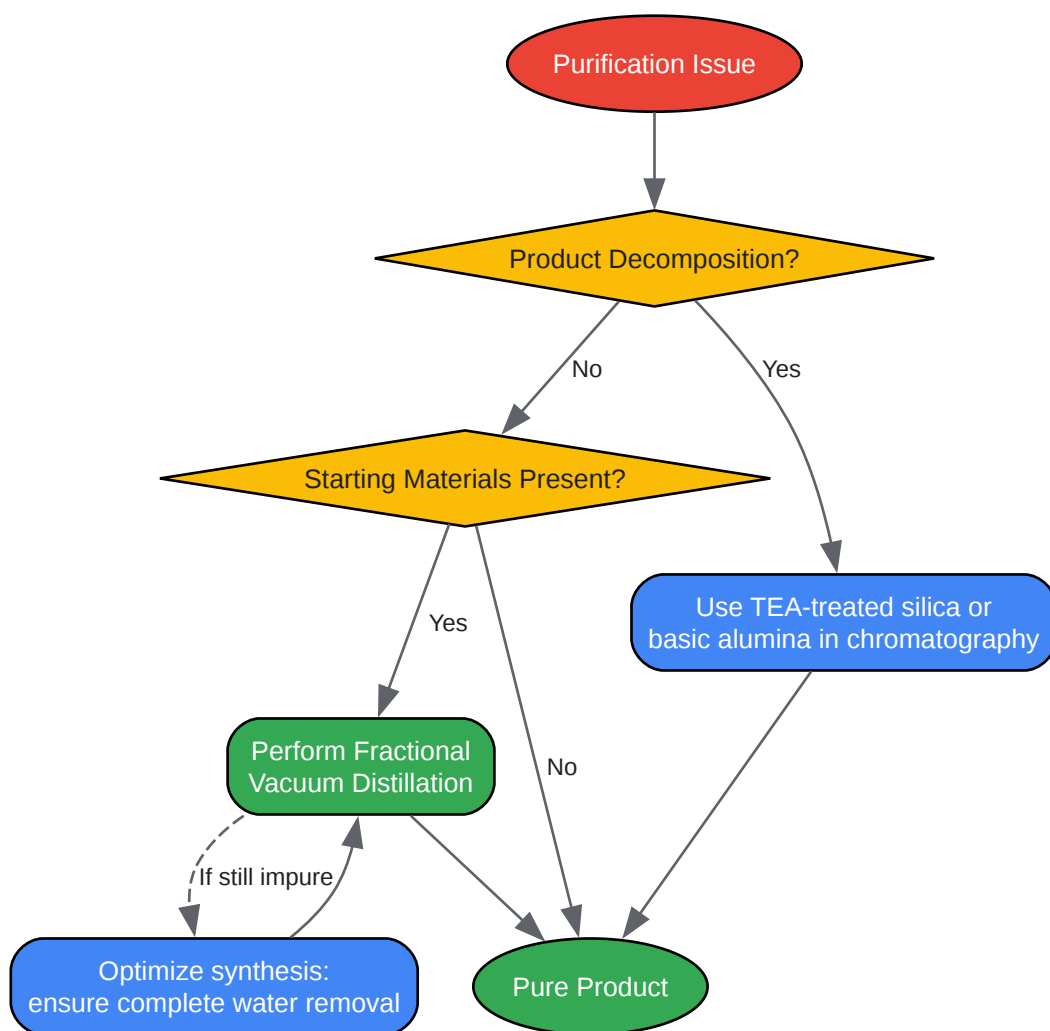 Purification Issue
Product Decomposition?
No
Yes
Starting Materials Present?
Use TEA-treated silica or
basic alumina in chromatography
Yes
Perform Fractional
Vacuum Distillation
No
If still impure
Optimize synthesis:
ensure complete water removal
Pure Product